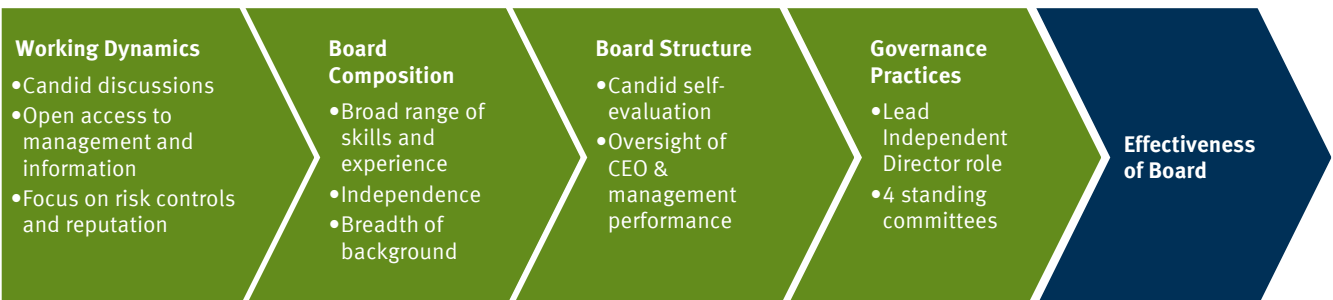 Working Dynamics
•Candid discussions
•Open access to
management and
information
•Focus on risk controls
and reputation
Board
Composition
•Broad range of
skills and
experience
•Independence
•Breadth of
background
Board Structure
•Candid self-
evaluation
•Oversight of
CEO &
management
performance
Governance
Practices
•Lead
Independent
Director role
•4 standing
committees
Effectiveness
of Board